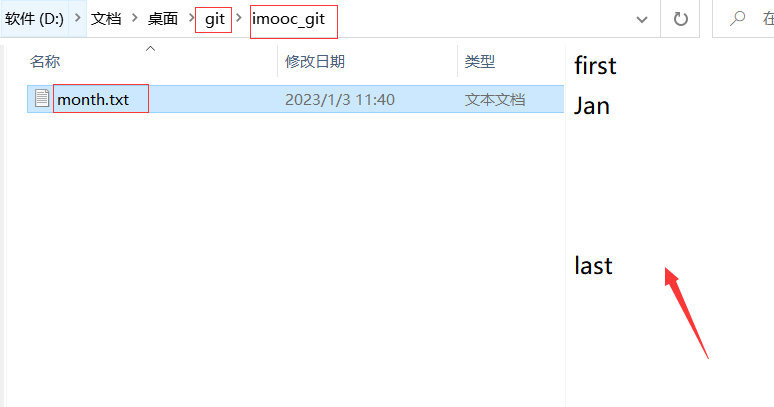 软件 (D:) > 文档 > 桌面 > git > imooc_git
在
名称 修改日期 类型
month.txt 2023/1/3 11:40 文本文档
first
Jan
last